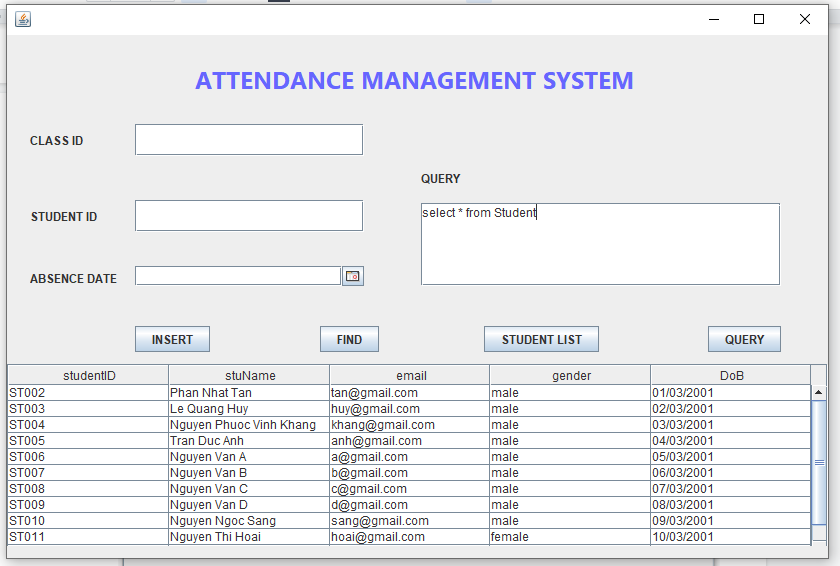 ATTENDANCE MANAGEMENT SYSTEM
CLASS ID
STUDENT ID
ABSENCE DATE
QUERY
select * from Student
INSERT FIND STUDENT LIST QUERY
studentID stuName email gender DoB
ST002 Phan Nhat Tan tan@gmail.com male 01/03/2001
ST003 Le Quang Huy huy@gmail.com male 02/03/2001
ST004 Nguyen Phuoc Vinh Khang khang@gmail.com male 03/03/2001
ST005 Tran Duc Anh anh@gmail.com male 04/03/2001
ST006 Nguyen Van A a@gmail.com male 05/03/2001
ST007 Nguyen Van B b@gmail.com male 06/03/2001
ST008 Nguyen Van C c@gmail.com male 07/03/2001
ST009 Nguyen Van D d@gmail.com male 08/03/2001
ST010 Nguyen Ngoc Sang sang@gmail.com male 09/03/2001
ST011 Nguyen Thi Hoai hoai@gmail.com female 10/03/2001